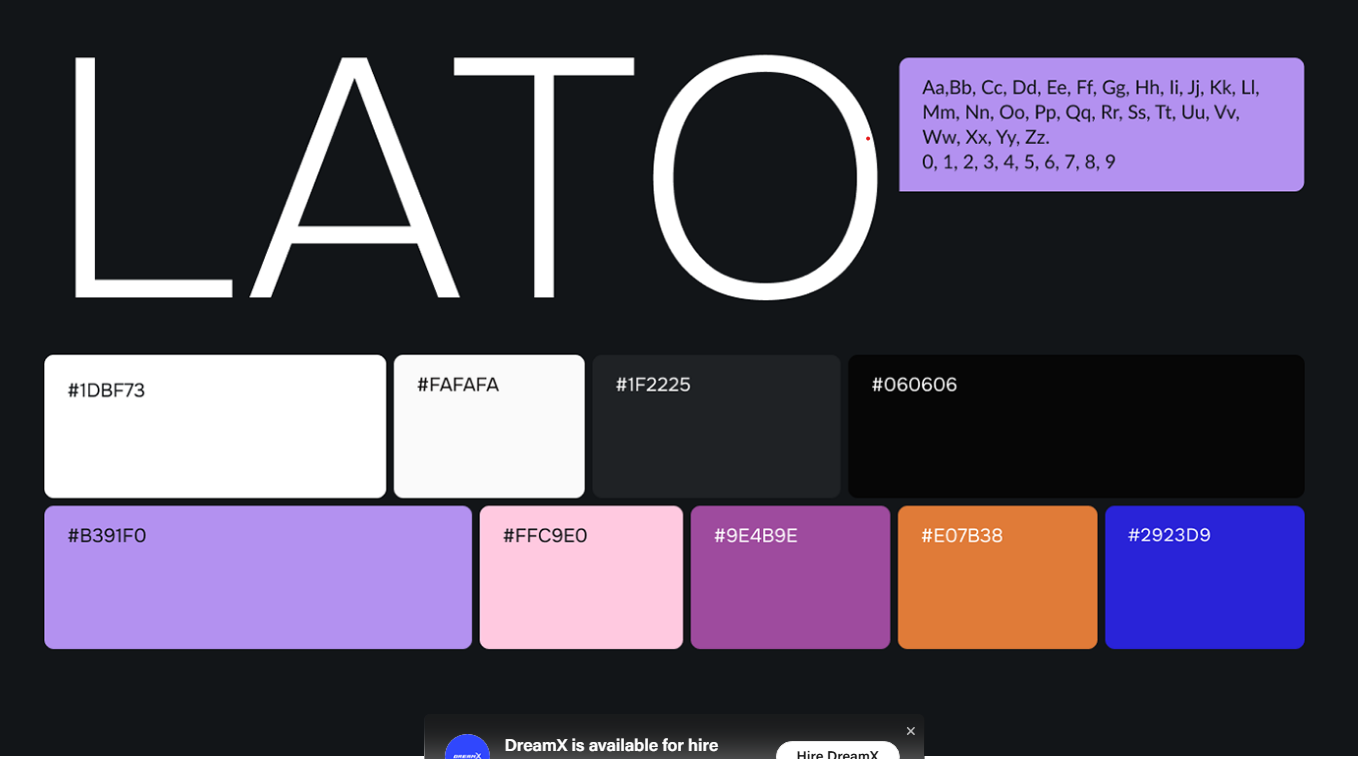 LATO
Aa,Bb, Cc, Dd, Ee, Ff, Gg, Hh, Ii, Jj, Kk, Ll,
Mm, Nn, Oo, Pp, Qq, Rr, Ss, Tt, Uu, Vv,
Ww, Xx, Yy, Zz.
0, 1, 2, 3, 4, 5, 6, 7, 8, 9
#1DBF73
#FAFAFA
#1F2225
#060606
#B391F0
#FFC9E0
#9E4B9E
#E07B38
#2923D9
DreamX is available for hire
DREAMX
Hire DreamX